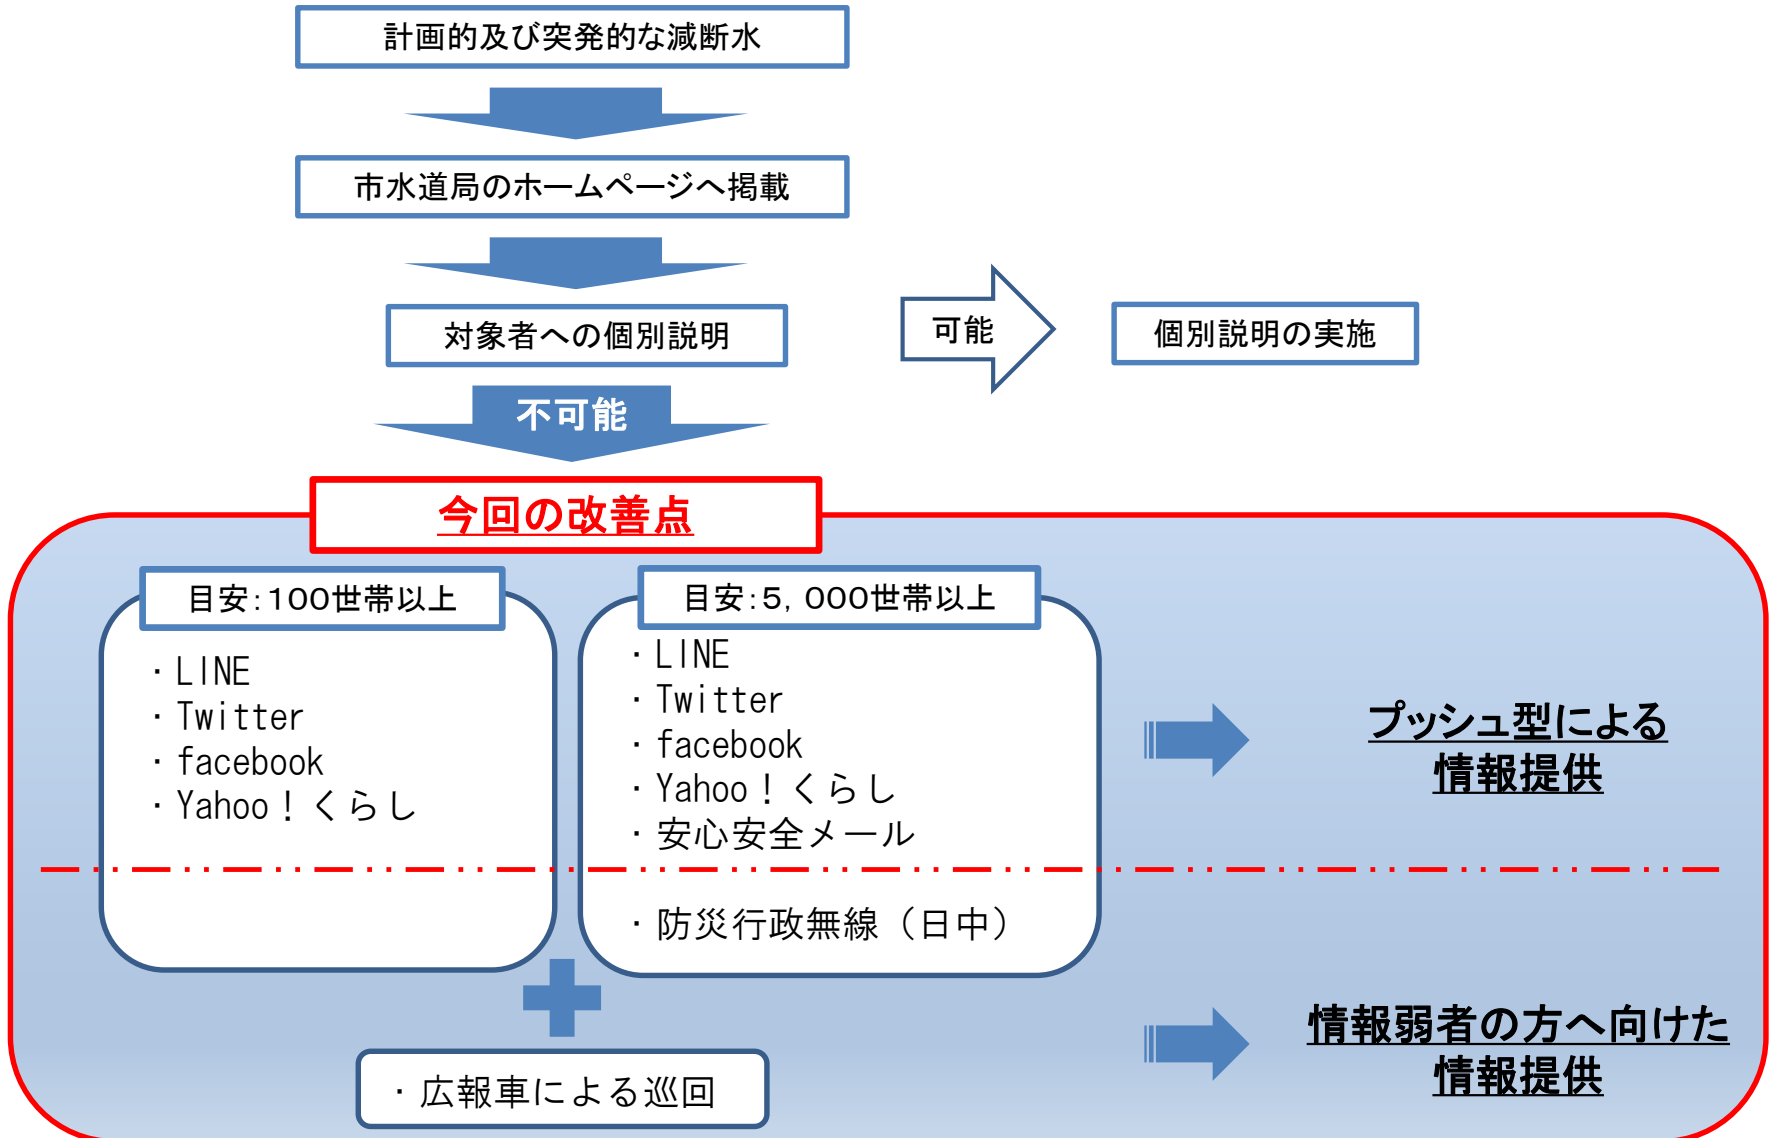 計画的及び突発的な減断水
市水道局のホームページへ掲載
対象者への個別説明
可能
個別説明の実施
不可能
今回の改善点
目安：１００世帯以上
・LINE
・Twitter
・facebook
・Yahoo！くらし
目安：５，０００世帯以上
・LINE
・Twitter
・facebook
・Yahoo！くらし
・安心安全メール
・防災行政無線（日中）
プッシュ型による
情報提供
・広報車による巡回
情報弱者の方へ向けた
情報提供